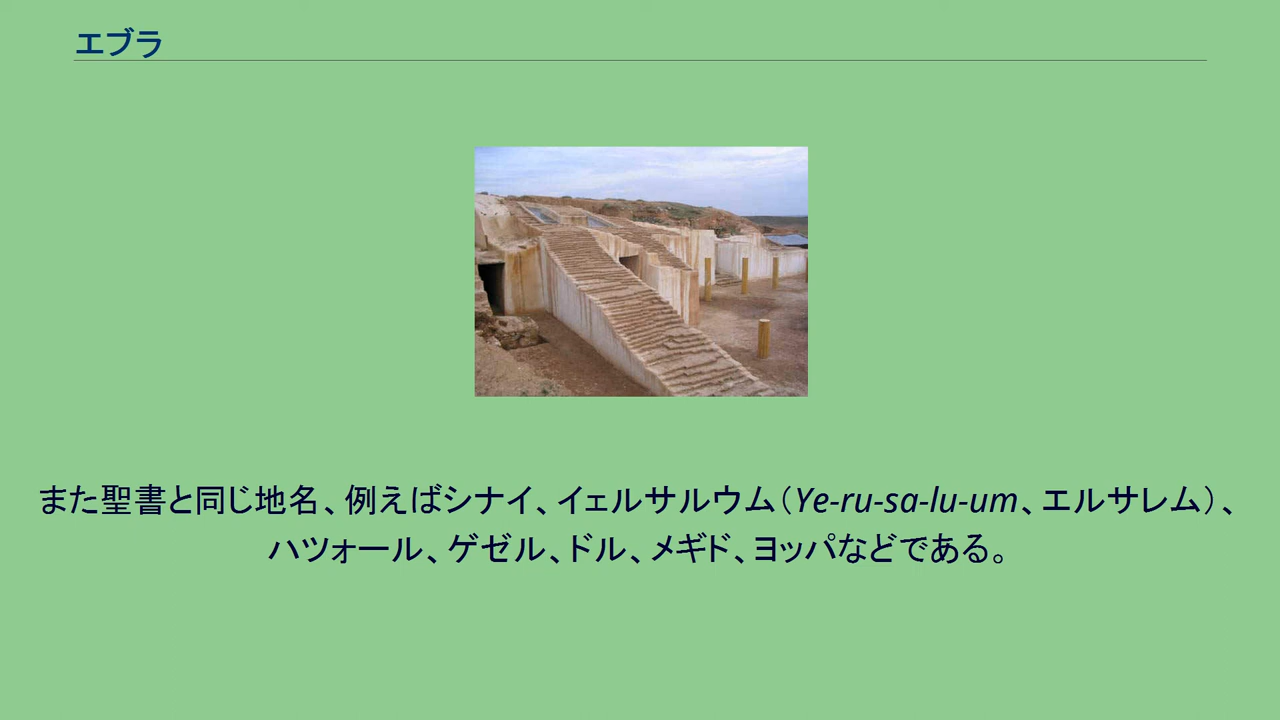 エブラ
また聖書と同じ地名、例えばシナイ、イェルサルウム（Ye-ru-sa-lu-um、エルサレム）、
ハツォール、ゲゼル、ドル、メギド、ヨッパなどである。